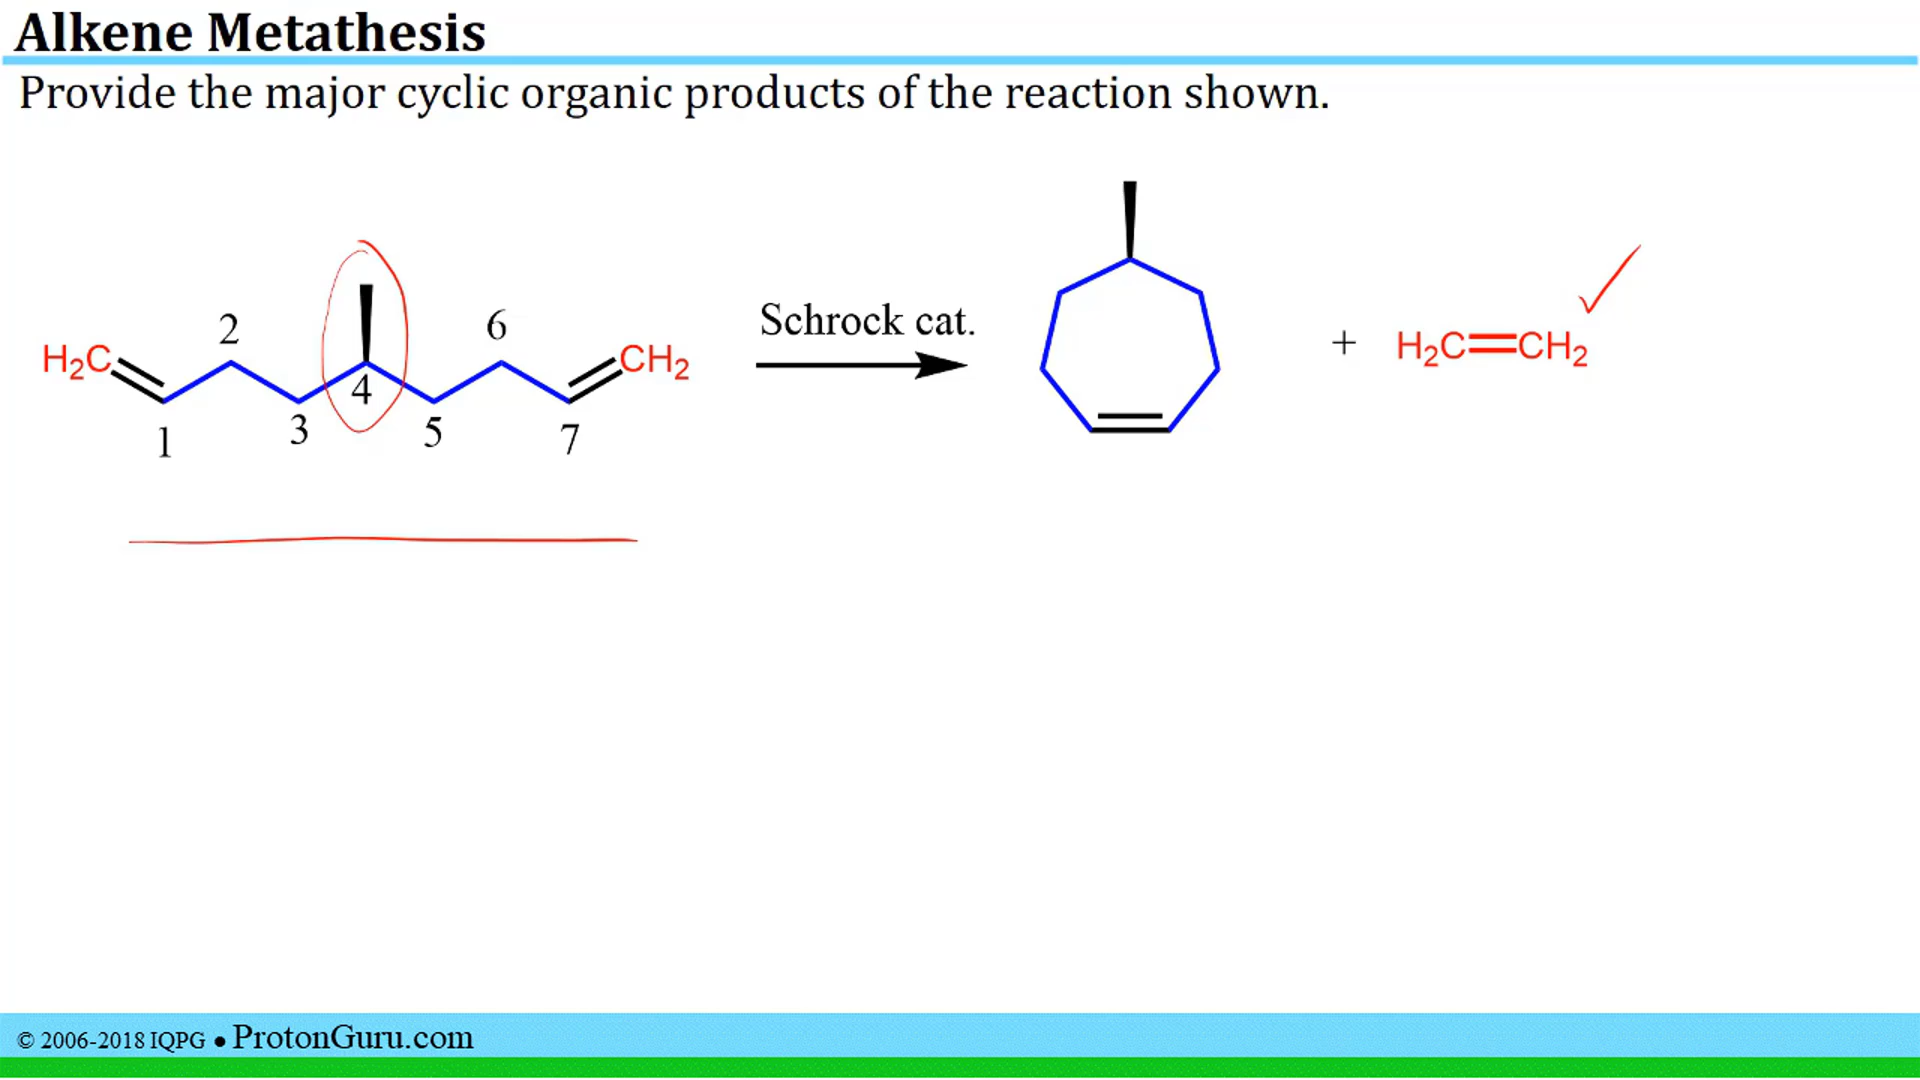 Alkene Metathesis
Provide the major cyclic organic products of the reaction shown.
H₂C 1 2 3 4 5 6 7 CH₂
Schrock cat.
+ H₂C=CH₂
© 2006-2018 IQPG • ProtonGuru.com